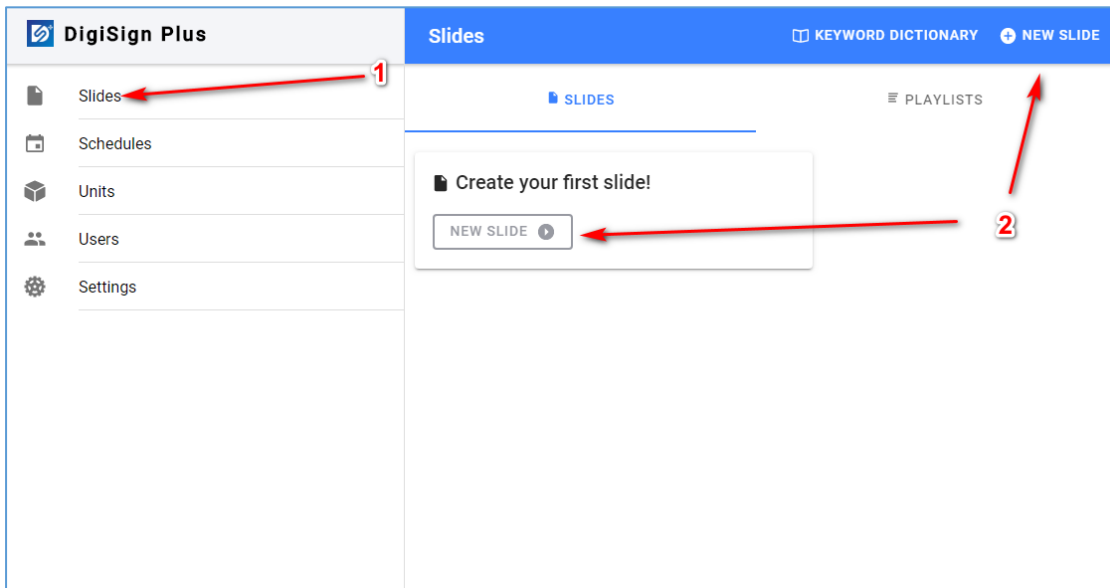 DigiSign Plus
Slides
KEYWORD DICTIONARY
NEW SLIDE
1
Slides
Schedules
Units
Users
Settings
SLIDES
PLAYLISTS
Create your first slide!
NEW SLIDE
2